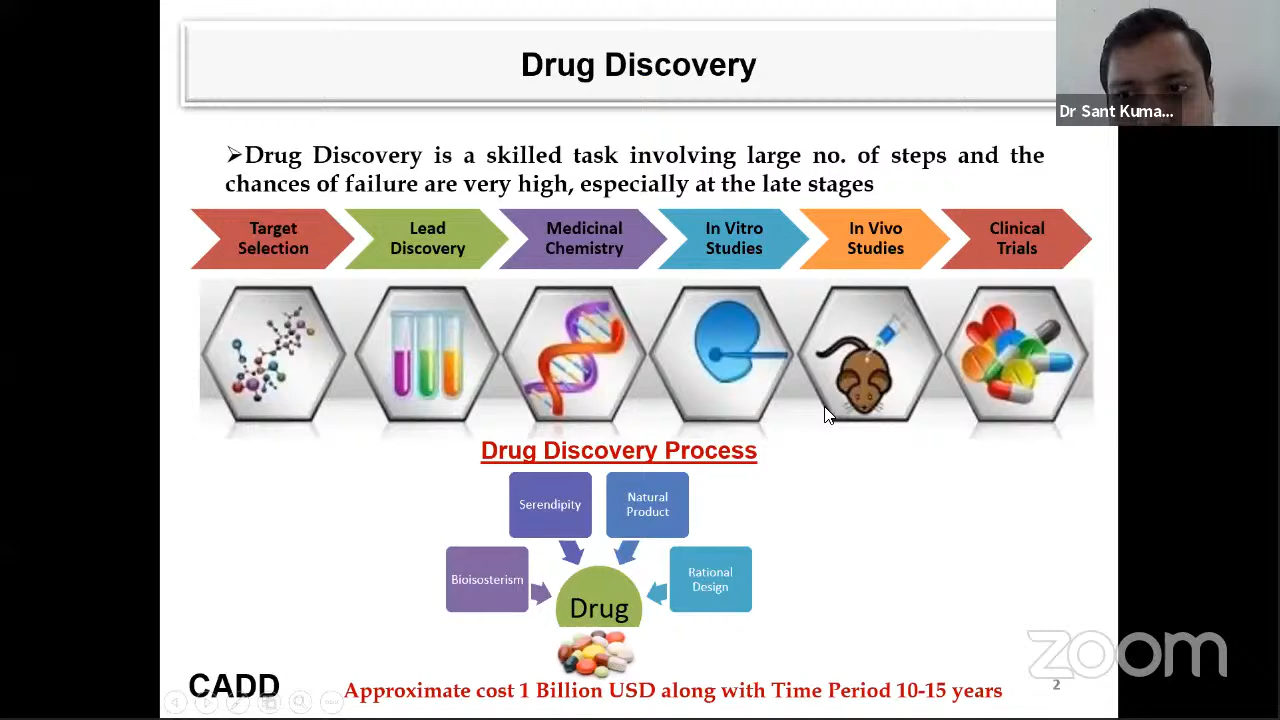 Drug Discovery
Dr Sant Kuma...
➢Drug Discovery is a skilled task involving large no. of steps and the
chances of failure are very high, especially at the late stages
Target
Selection
Lead
Discovery
Medicinal
Chemistry
In Vitro
Studies
In Vivo
Studies
Clinical
Trials
Drug Discovery Process
Serendipity
Natural
Product
Bioisosterism
Rational
Design
Drug
zoom
CADD
Approximate cost 1 Billion USD along with Time Period 10-15 years
2